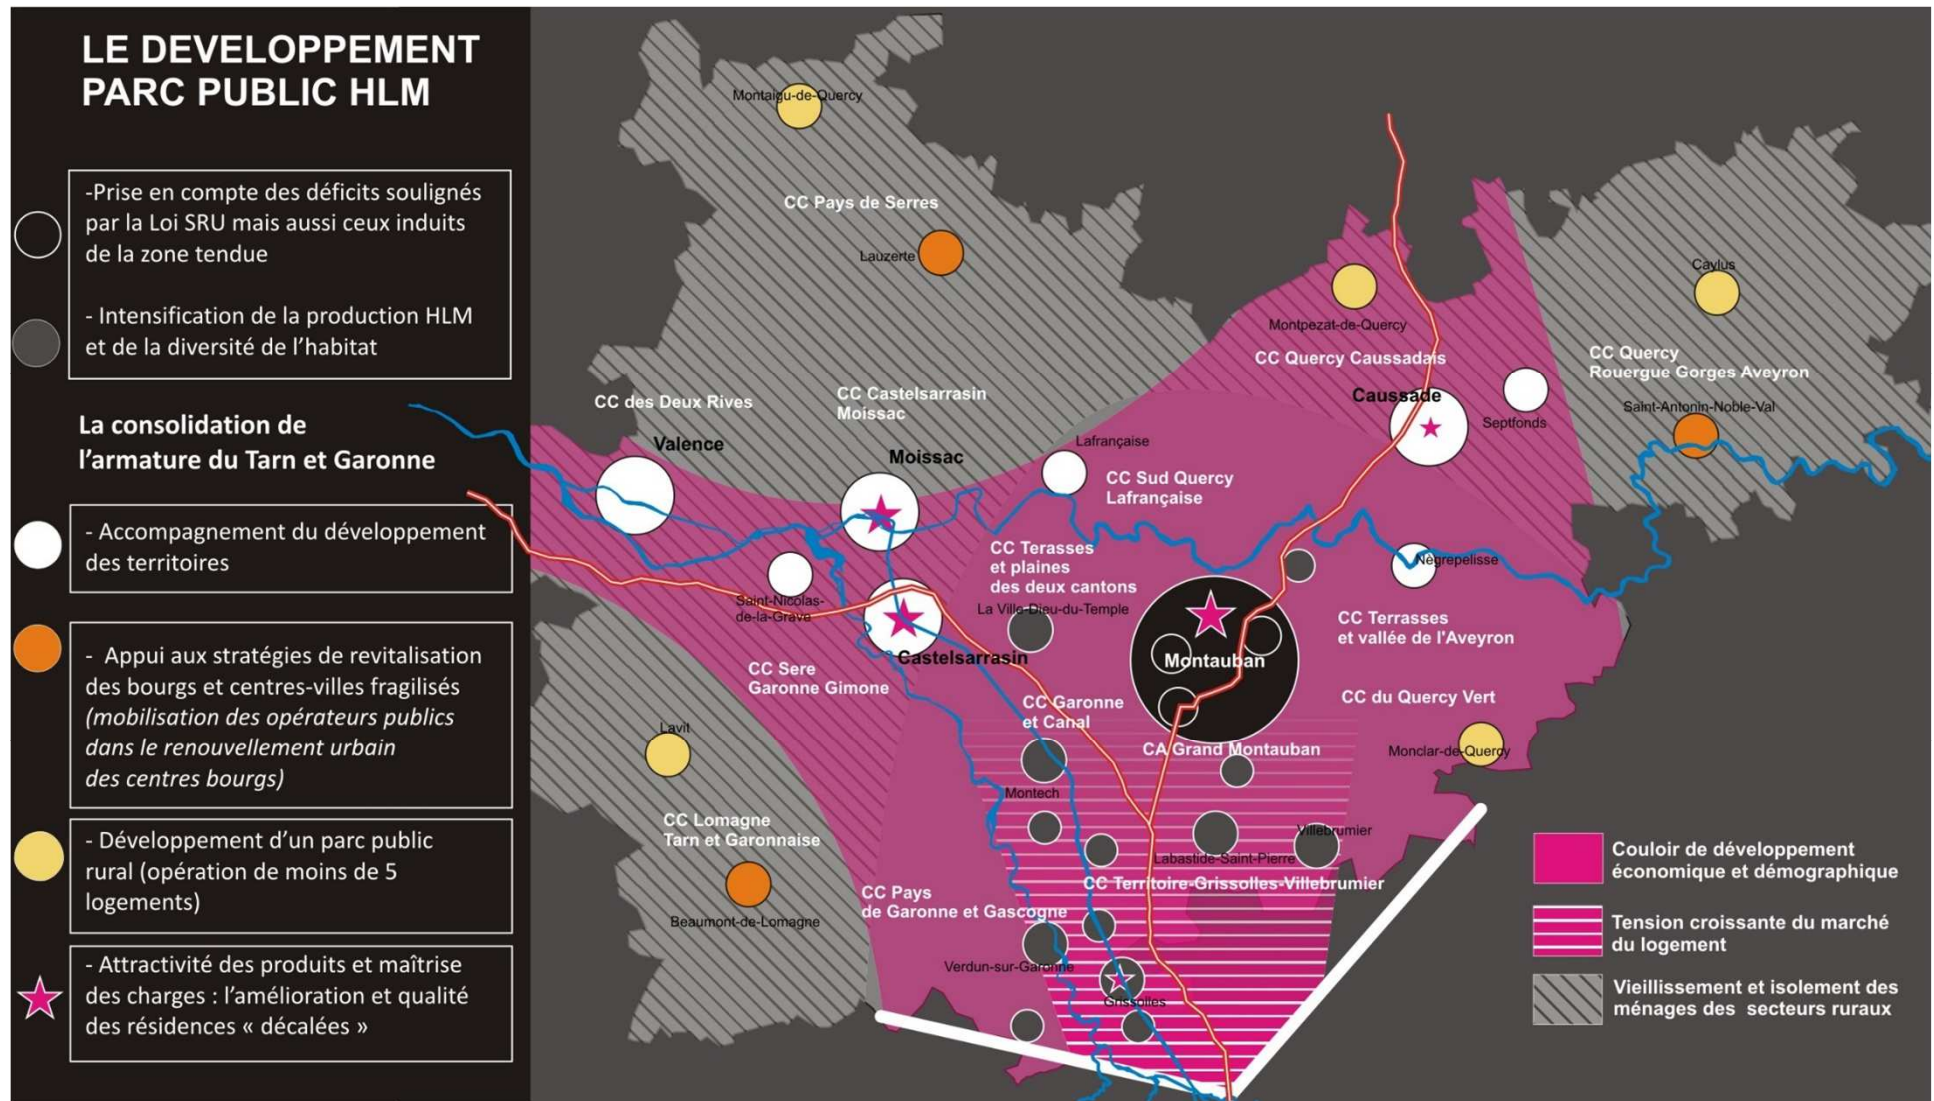 LE DEVELOPPEMENT
PARC PUBLIC HLM
-Prise en compte des déficits soulignés
par la Loi SRU mais aussi ceux induits
de la zone tendue
- Intensification de la production HLM
et de la diversité de l’habitat
La consolidation de
l’armature du Tarn et Garonne
- Accompagnement du développement
des territoires
- Appui aux stratégies de revitalisation
des bourgs et centres-villes fragilisés
(mobilisation des opérateurs publics
dans le renouvellement urbain
des centres bourgs)
- Développement d’un parc public
rural (opération de moins de 5
logements)
- Attractivité des produits et maîtrise
des charges : l’amélioration et qualité
des résidences « décalées »
Montaigu-de-Quercy
CC Pays de Serres
Lauzerte
Caylus
Montpezat-de-Quercy
CC Quercy Caussadais
CC Quercy
Rouergue Gorges Aveyron
CC des Deux Rives
CC Castelsarrasin
Moissac
Caussade
Septfonds
Saint-Antonin-Noble-Val
Valence
Moissac
Lafrançaise
CC Sud Quercy
Lafrançaise
CC Terasses
et plaines
des deux cantons
Nègrepelisse
Saint-Nicolas-
de-la-Grave
La Ville-Dieu-du-Temple
CC Terrasses
et vallée de l'Aveyron
Castelsarrasin
Montauban
CC Sere
Garonne Gimone
CC Garonne
et Canal
CC du Quercy Vert
Lavit
CA Grand Montauban
Monclar-de-Quercy
Montech
CC Lomagne
Tarn et Garonnaise
Villebrumier
Labastide-Saint-Pierre
CC Territoire-Grissolles-Villebrumier
CC Pays
de Garonne et Gascogne
Beaumont-de-Lomagne
Verdun-sur-Garonne
Grissolles
Couloir de développement
économique et démographique
Tension croissante du marché
du logement
Vieillissement et isolement des
ménages des secteurs ruraux